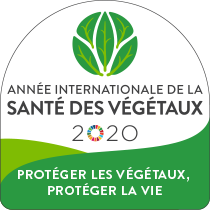 ANNÉE INTERNATIONALE DE LA
SANTÉ DES VÉGÉTAUX
2020
PROTÉGER LES VÉGÉTAUX,
PROTÉGER LA VIE